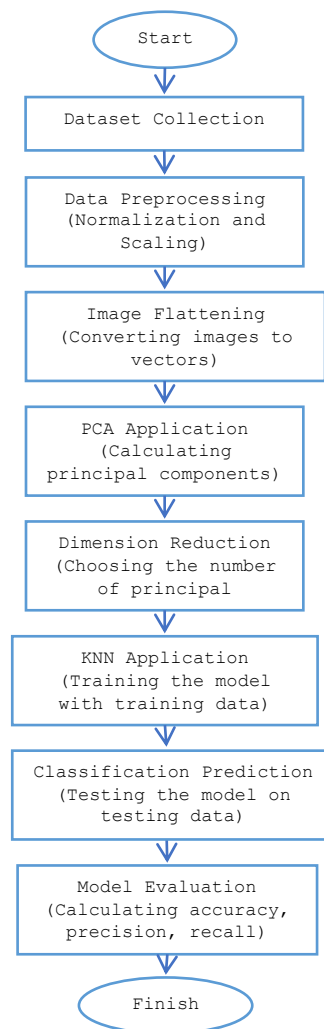 Start
Dataset Collection
Data Preprocessing
(Normalization and
Scaling)
Image Flattening
(Converting images to
vectors)
PCA Application
(Calculating
principal components)
Dimension Reduction
(Choosing the number
of principal
KNN Application
(Training the model
with training data)
Classification Prediction
(Testing the model on
testing data)
Model Evaluation
(Calculating accuracy,
precision, recall)
Finish